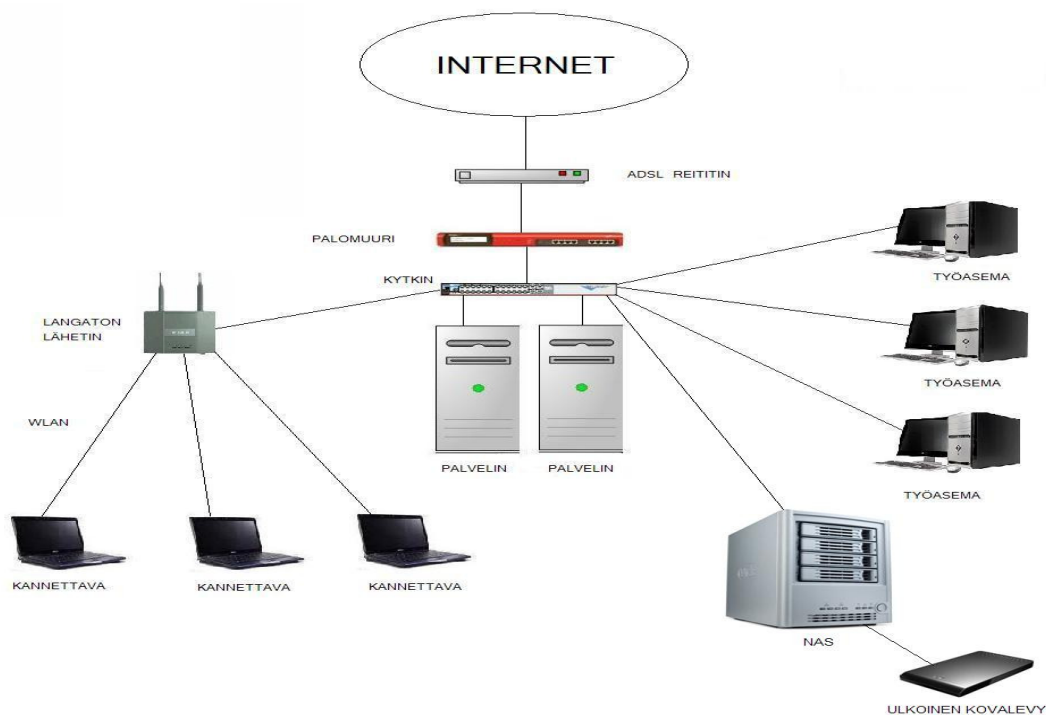 INTERNET
ADSL REITITIN
PALOMUURI
KYTKIN
LANGATON
LÄHETIN
TYÖASEMA
TYÖASEMA
WLAN
PALVELIN
PALVELIN
TYÖASEMA
KANNETTAVA
KANNETTAVA
KANNETTAVA
NAS
ULKOINEN KOVALEVY